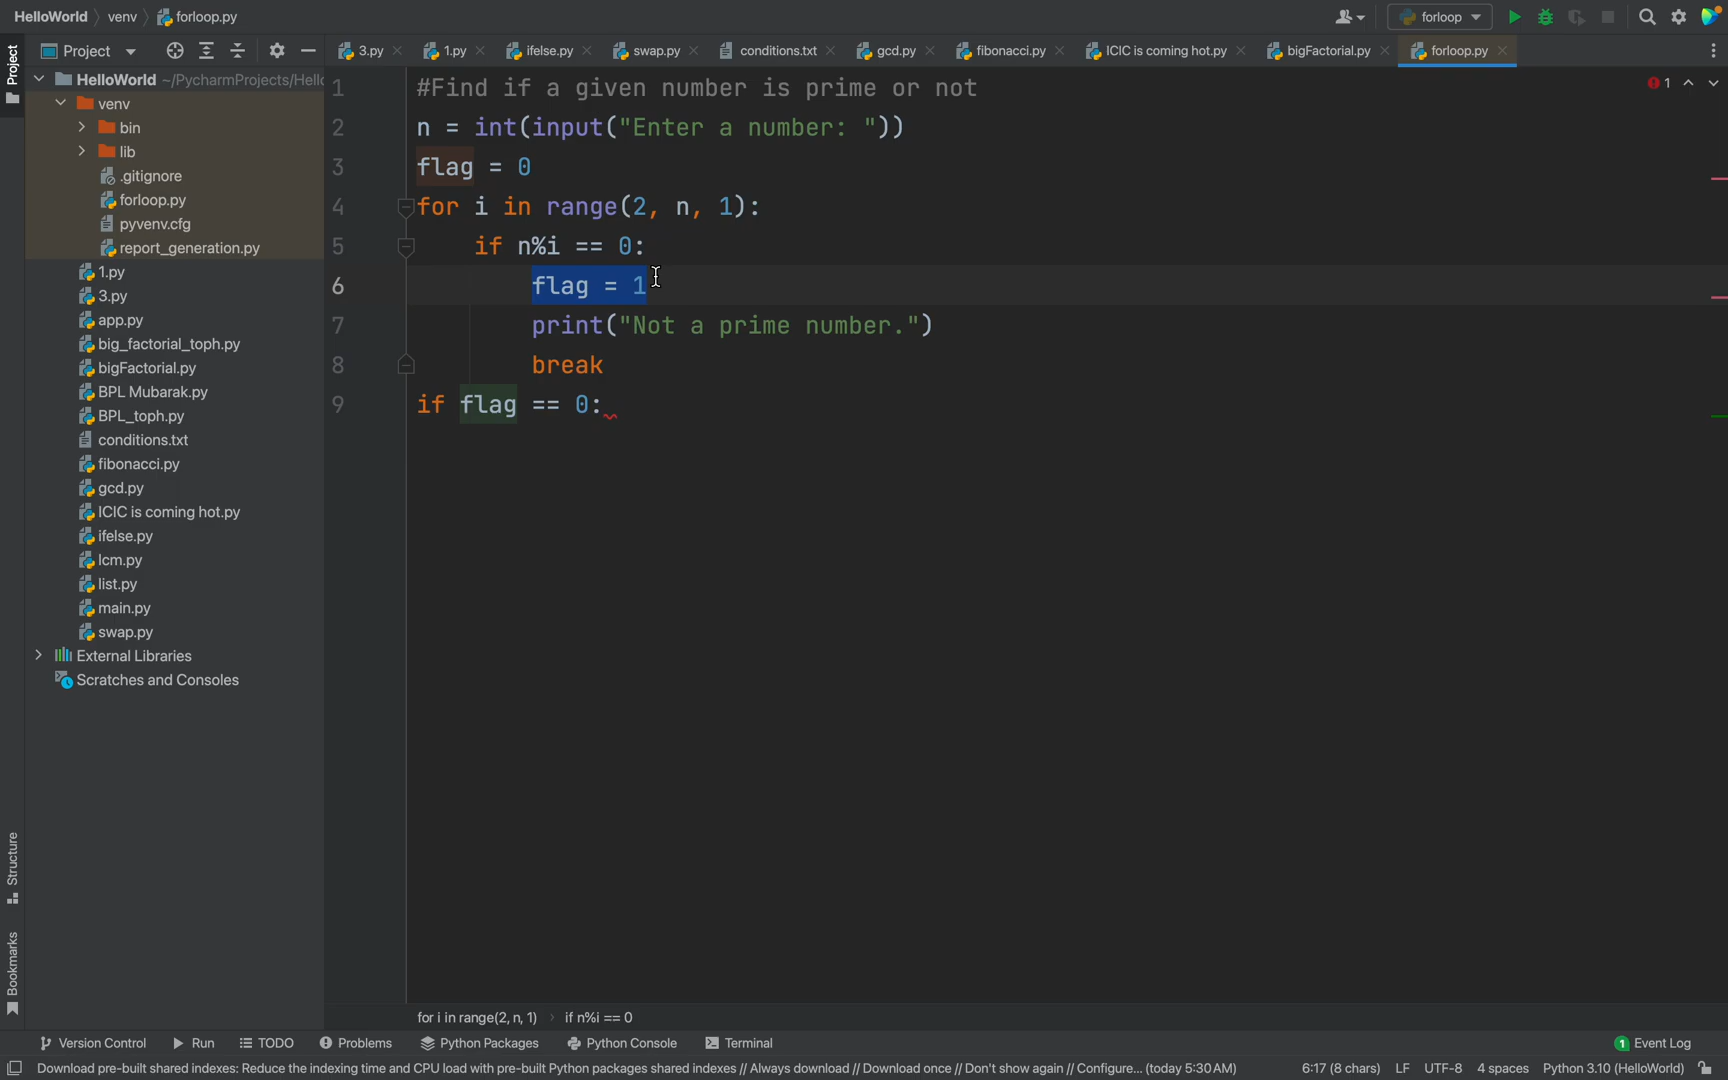 HelloWorld venv forloop.py forloop
Project 3.py 1.py ifelse.py swap.py conditions.txt gcd.py fibonacci.py ICIC is coming hot.py bigFactorial.py forloop.py
Project
HelloWorld ~/PycharmProjects/Hello
venv
bin
lib
.gitignore
forloop.py
pyvenv.cfg
report_generation.py
1.py
3.py
app.py
big_factorial_toph.py
bigFactorial.py
BPL Mubarak.py
BPL_toph.py
conditions.txt
fibonacci.py
gcd.py
ICIC is coming hot.py
ifelse.py
lcm.py
list.py
main.py
swap.py
External Libraries
Scratches and Consoles
Structure
Bookmarks
1 #Find if a given number is prime or not 1
2 n = int(input("Enter a number: "))
3 flag = 0
4 for i in range(2, n, 1):
5 if n%i == 0:
6 flag = 1
7 print("Not a prime number.")
8 break
9 if flag == 0:
for i in range(2, n, 1) if n%i == 0
Version Control Run TODO Problems Python Packages Python Console Terminal 1 Event Log
Download pre-built shared indexes: Reduce the indexing time and CPU load with pre-built Python packages shared indexes // Always download // Download once // Don't show again // Configure... (today 5:30 AM) 6:17 (8 chars) LF UTF-8 4 spaces Python 3.10 (HelloWorld)